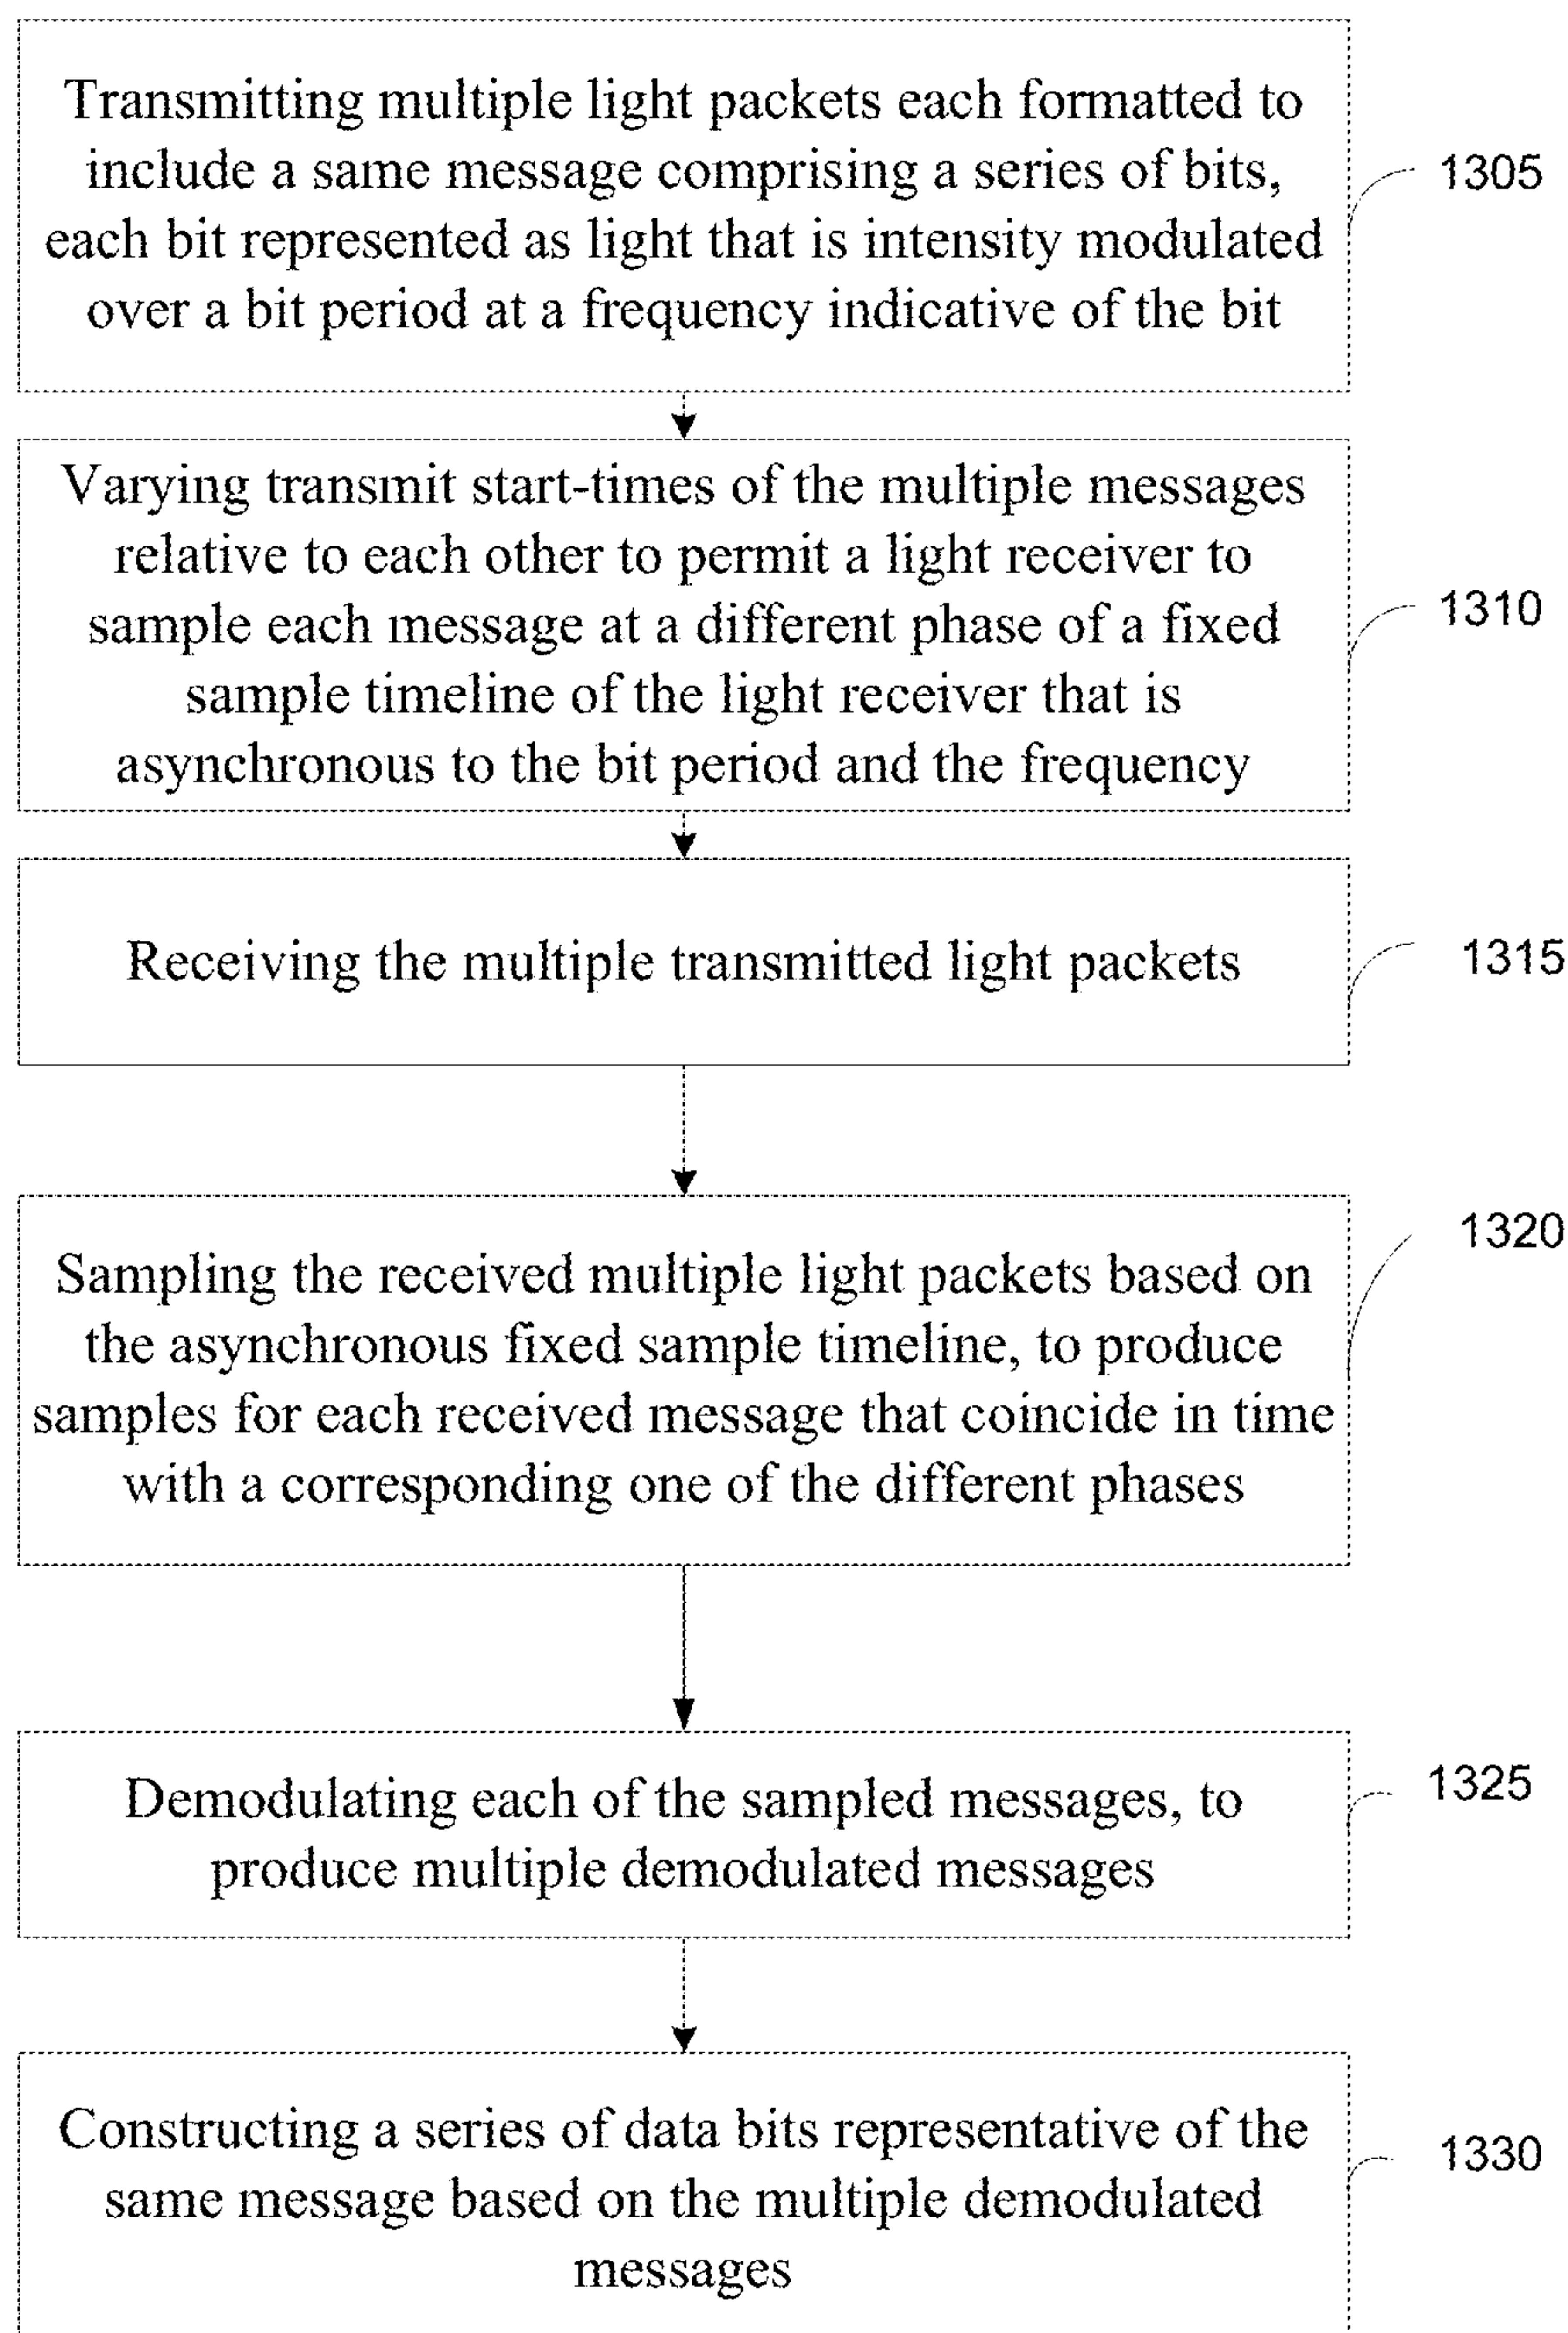 Transmitting multiple light packets each formatted to
include a same message comprising a series of bits,
each bit represented as light that is intensity modulated
over a bit period at a frequency indicative of the bit
1305
Varying transmit start-times of the multiple messages
relative to each other to permit a light receiver to
sample each message at a different phase of a fixed
sample timeline of the light receiver that is
asynchronous to the bit period and the frequency
1310
Receiving the multiple transmitted light packets
1315
Sampling the received multiple light packets based on
the asynchronous fixed sample timeline, to produce
samples for each received message that coincide in time
with a corresponding one of the different phases
1320
Demodulating each of the sampled messages, to
produce multiple demodulated messages
1325
Constructing a series of data bits representative of the
same message based on the multiple demodulated
messages
1330